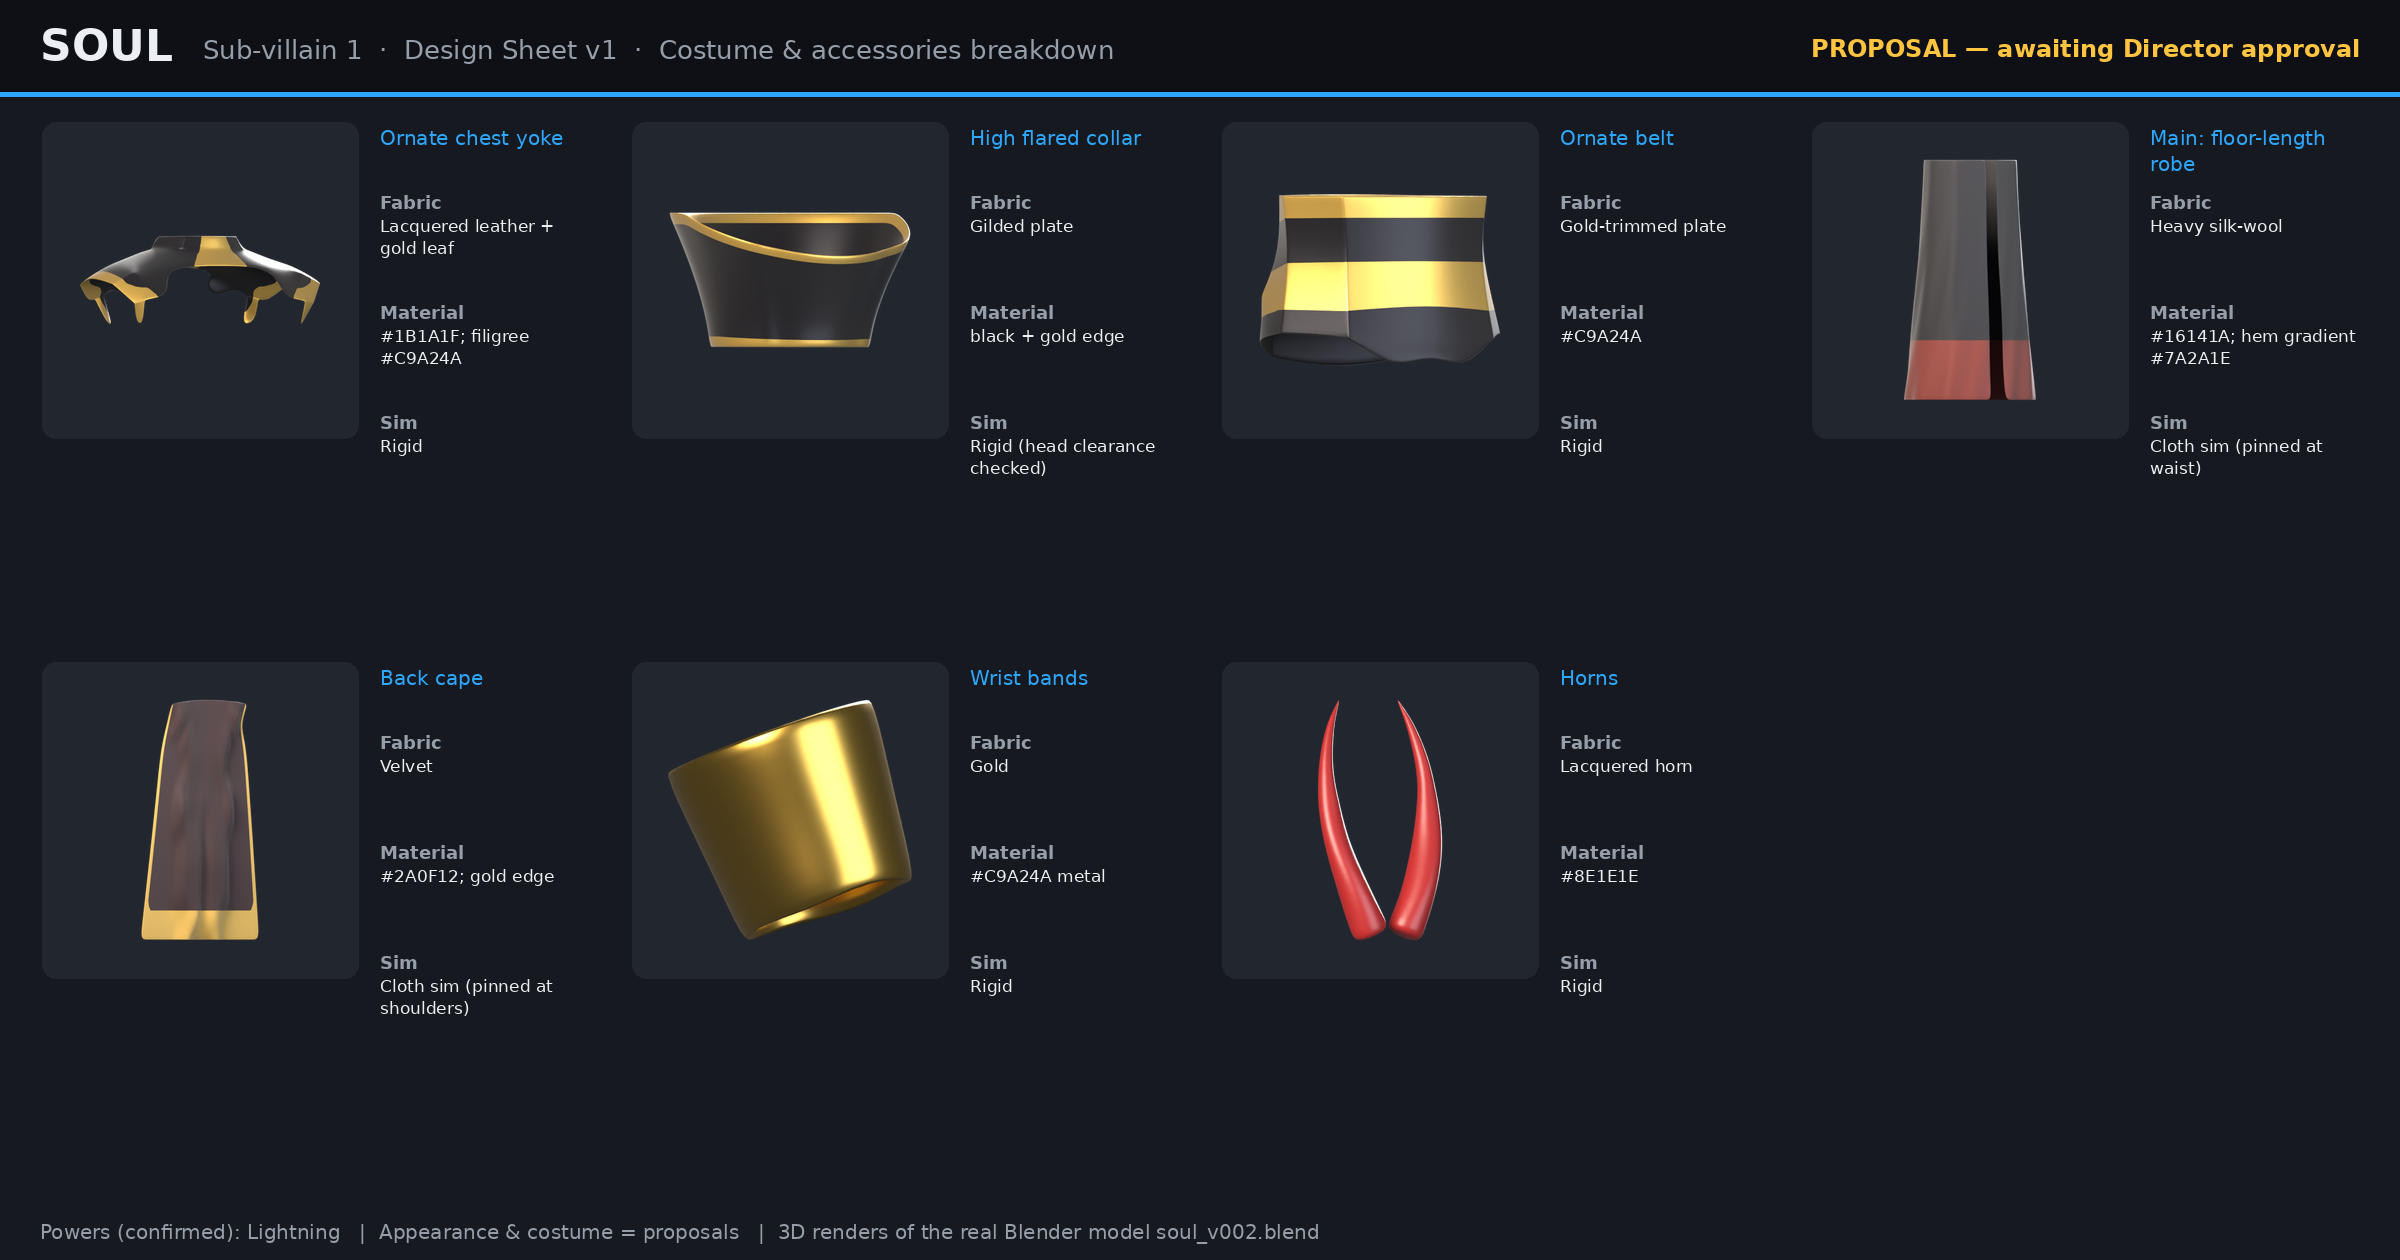 SOUL Sub-villain 1 · Design Sheet v1 · Costume & accessories breakdown
PROPOSAL — awaiting Director approval
Ornate chest yoke
Fabric
Lacquered leather +
gold leaf
Material
#1B1A1F; filigree
#C9A24A
Sim
Rigid
High flared collar
Fabric
Gilded plate
Material
black + gold edge
Sim
Rigid (head clearance
checked)
Ornate belt
Fabric
Gold-trimmed plate
Material
#C9A24A
Sim
Rigid
Main: floor-length
robe
Fabric
Heavy silk-wool
Material
#16141A; hem gradient
#7A2A1E
Sim
Cloth sim (pinned at
waist)
Back cape
Fabric
Velvet
Material
#2A0F12; gold edge
Sim
Cloth sim (pinned at
shoulders)
Wrist bands
Fabric
Gold
Material
#C9A24A metal
Sim
Rigid
Horns
Fabric
Lacquered horn
Material
#8E1E1E
Sim
Rigid
Powers (confirmed): Lightning | Appearance & costume = proposals | 3D renders of the real Blender model soul_v002.blend